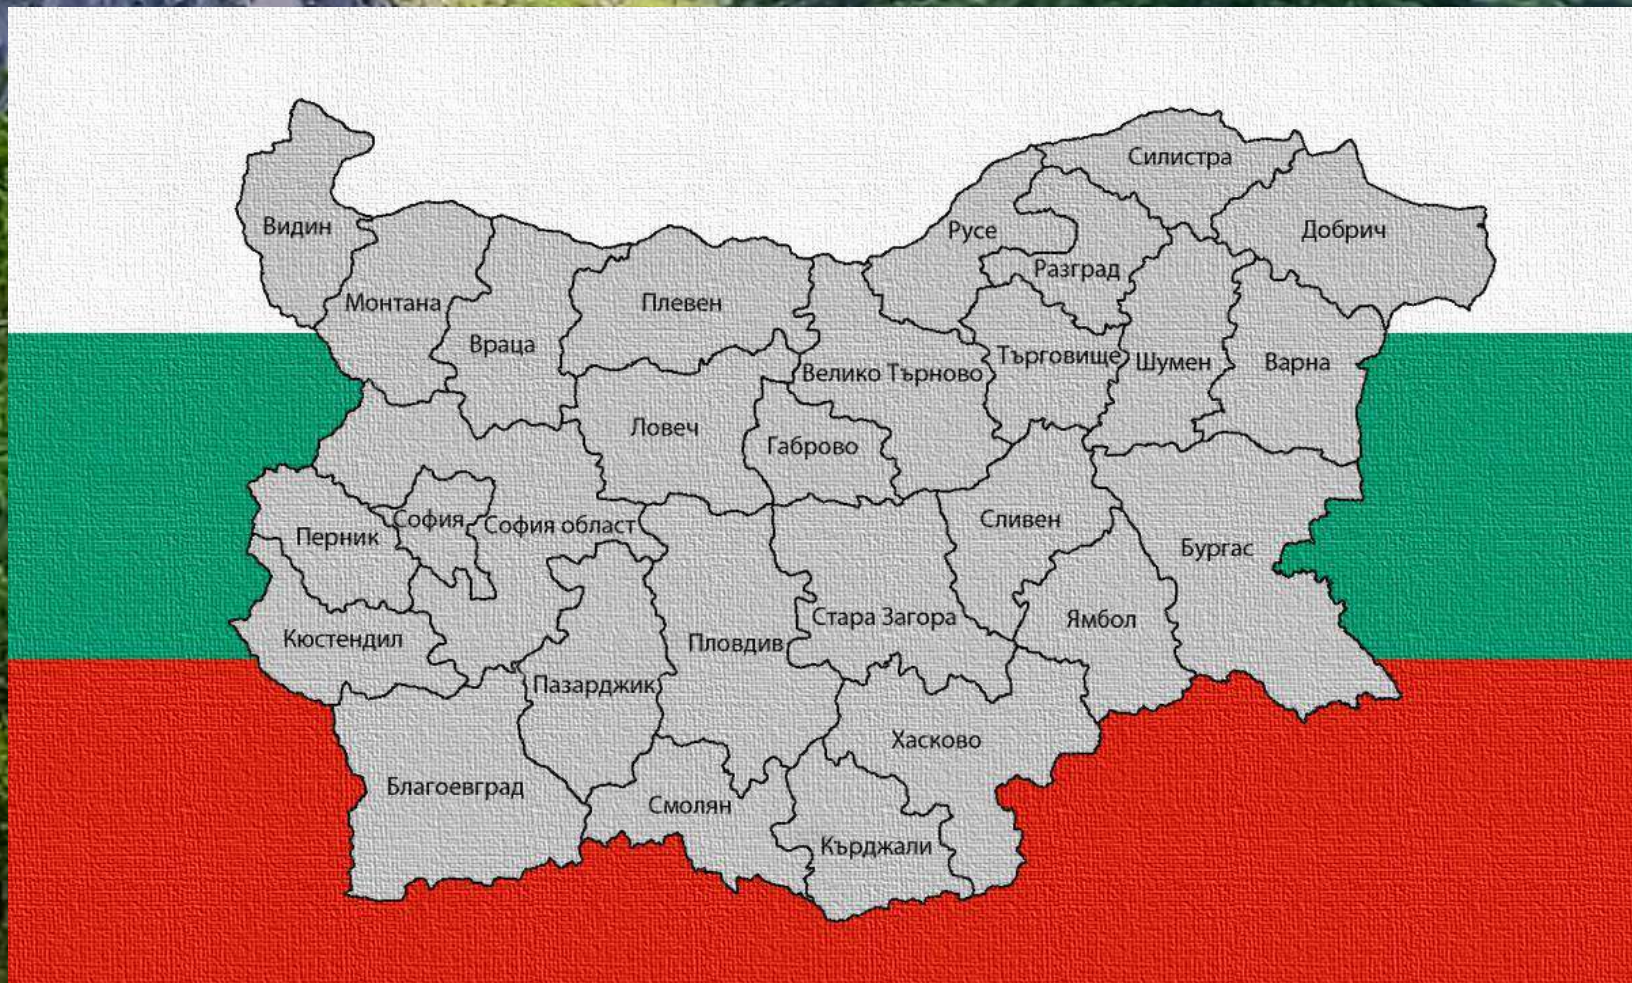 Силистра
Видин
Русе
Добрич
Разград
Монтана
Плевен
Враца
Търговище
Шумен
Варна
Велико Търново
Ловеч
Габрово
София
София област
Сливен
Перник
Бургас
Стара Загора
Ямбол
Кюстендил
Пловдив
Пазарджик
Хасково
Благоевград
Смолян
Кърджали